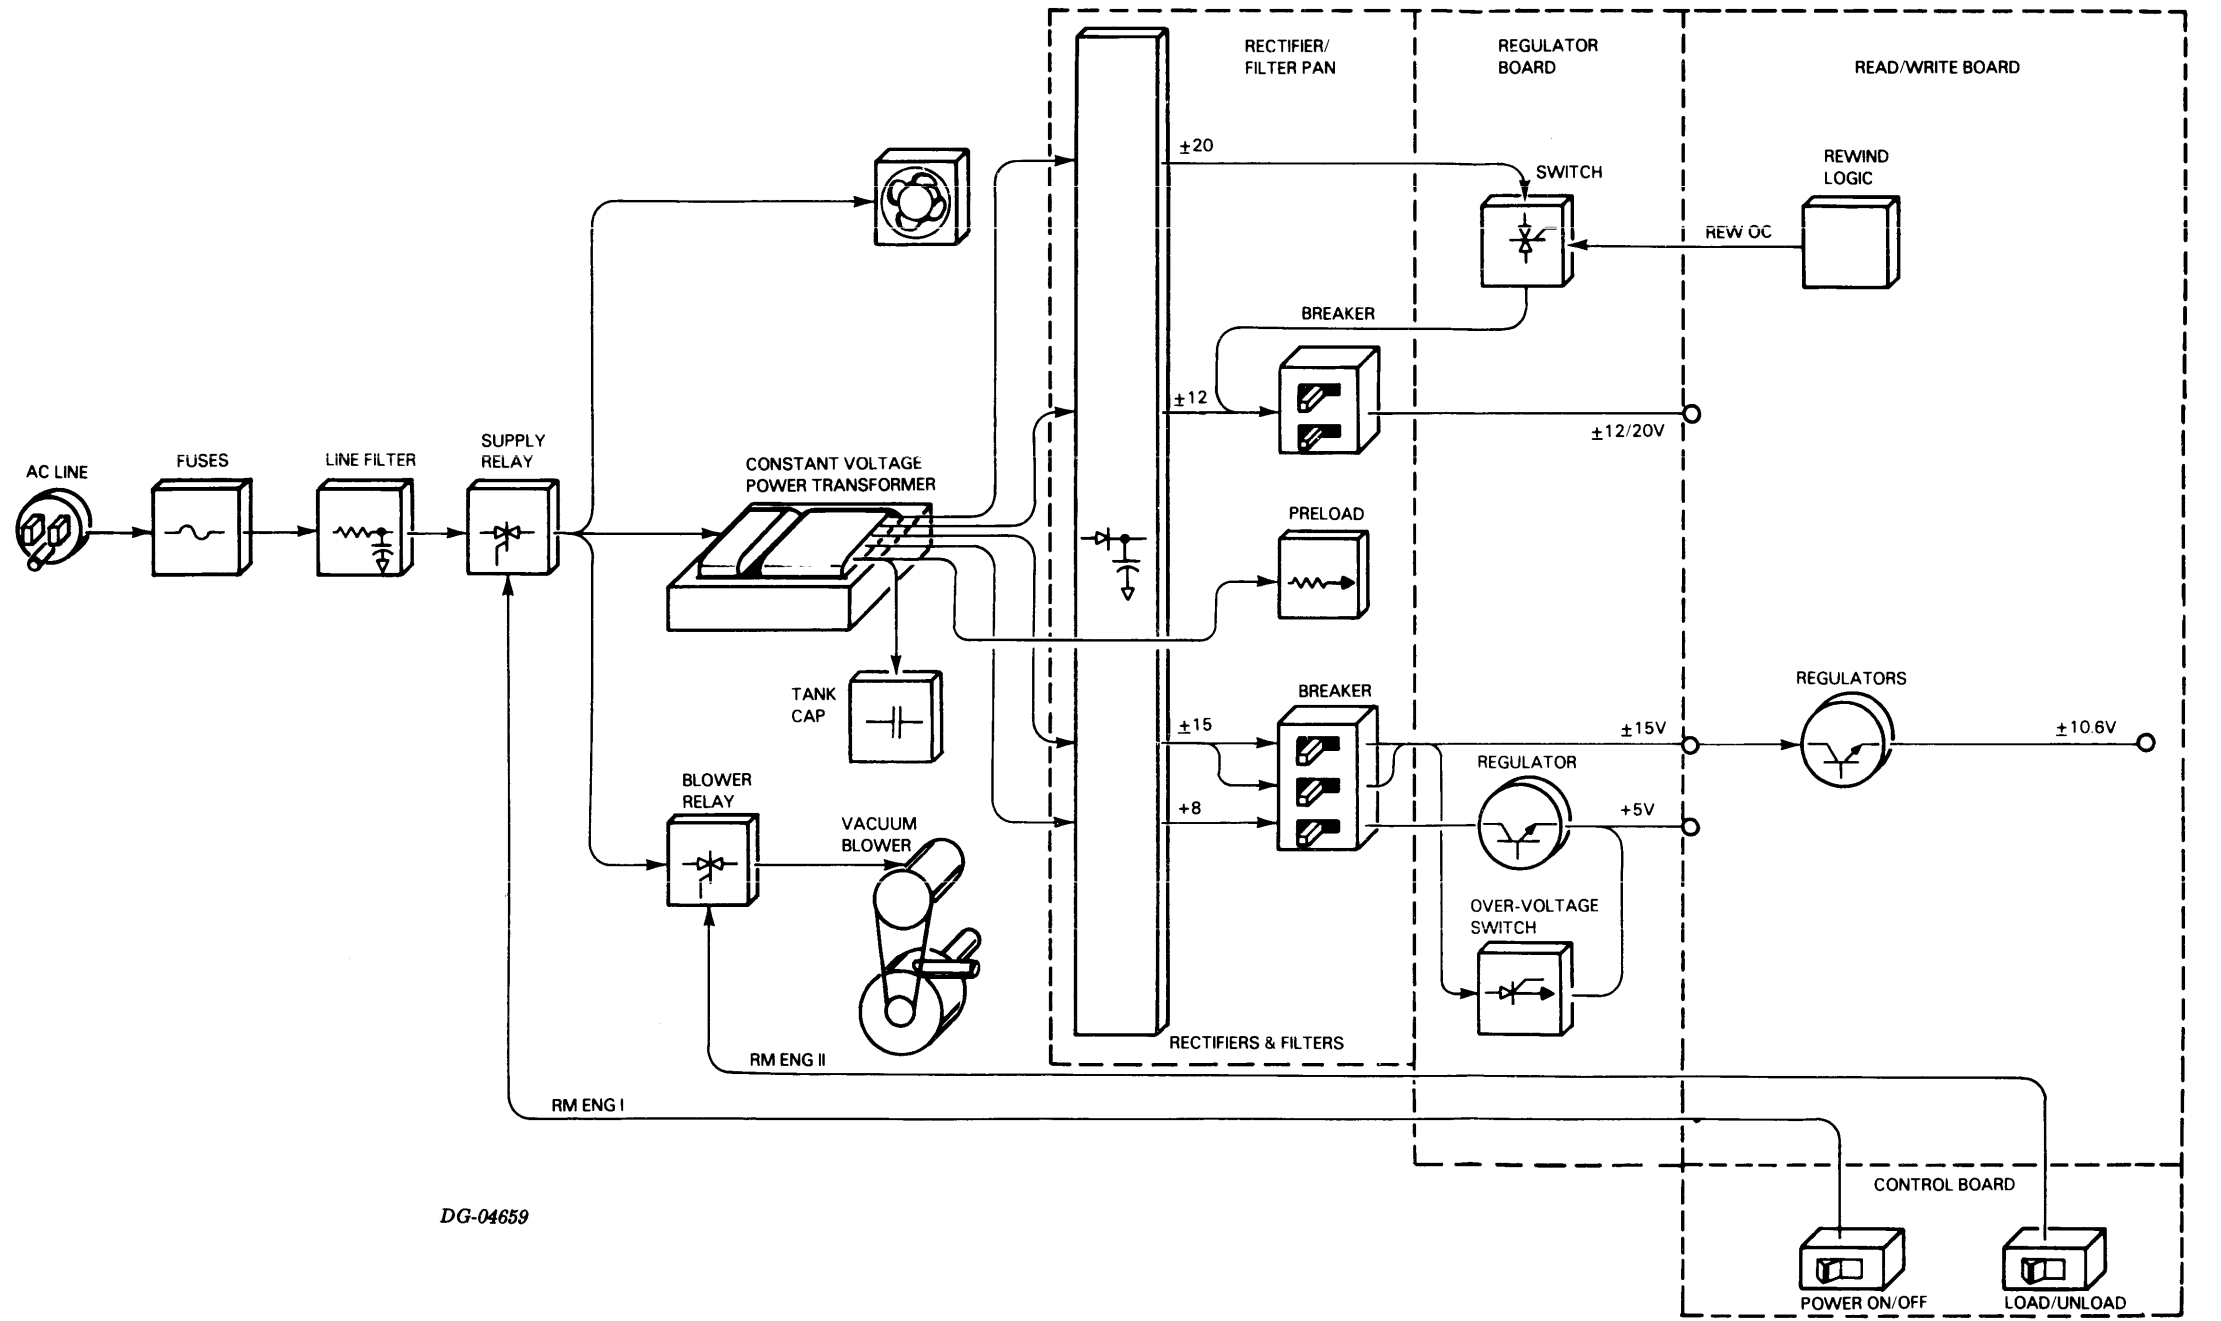 RECTIFIER/
FILTER PAN
REGULATOR
BOARD
READ/WRITE BOARD
±20
SWITCH
REWIND
LOGIC
REW OC
BREAKER
±12
±12/20V
AC LINE
FUSES
LINE FILTER
SUPPLY
RELAY
CONSTANT VOLTAGE
POWER TRANSFORMER
PRELOAD
TANK
CAP
BREAKER
±15
±15V
REGULATORS
±10.6V
REGULATOR
BLOWER
RELAY
VACUUM
BLOWER
+8
+5V
OVER-VOLTAGE
SWITCH
RECTIFIERS & FILTERS
RM ENG II
RM ENG I
CONTROL BOARD
DG-04659
POWER ON/OFF
LOAD/UNLOAD